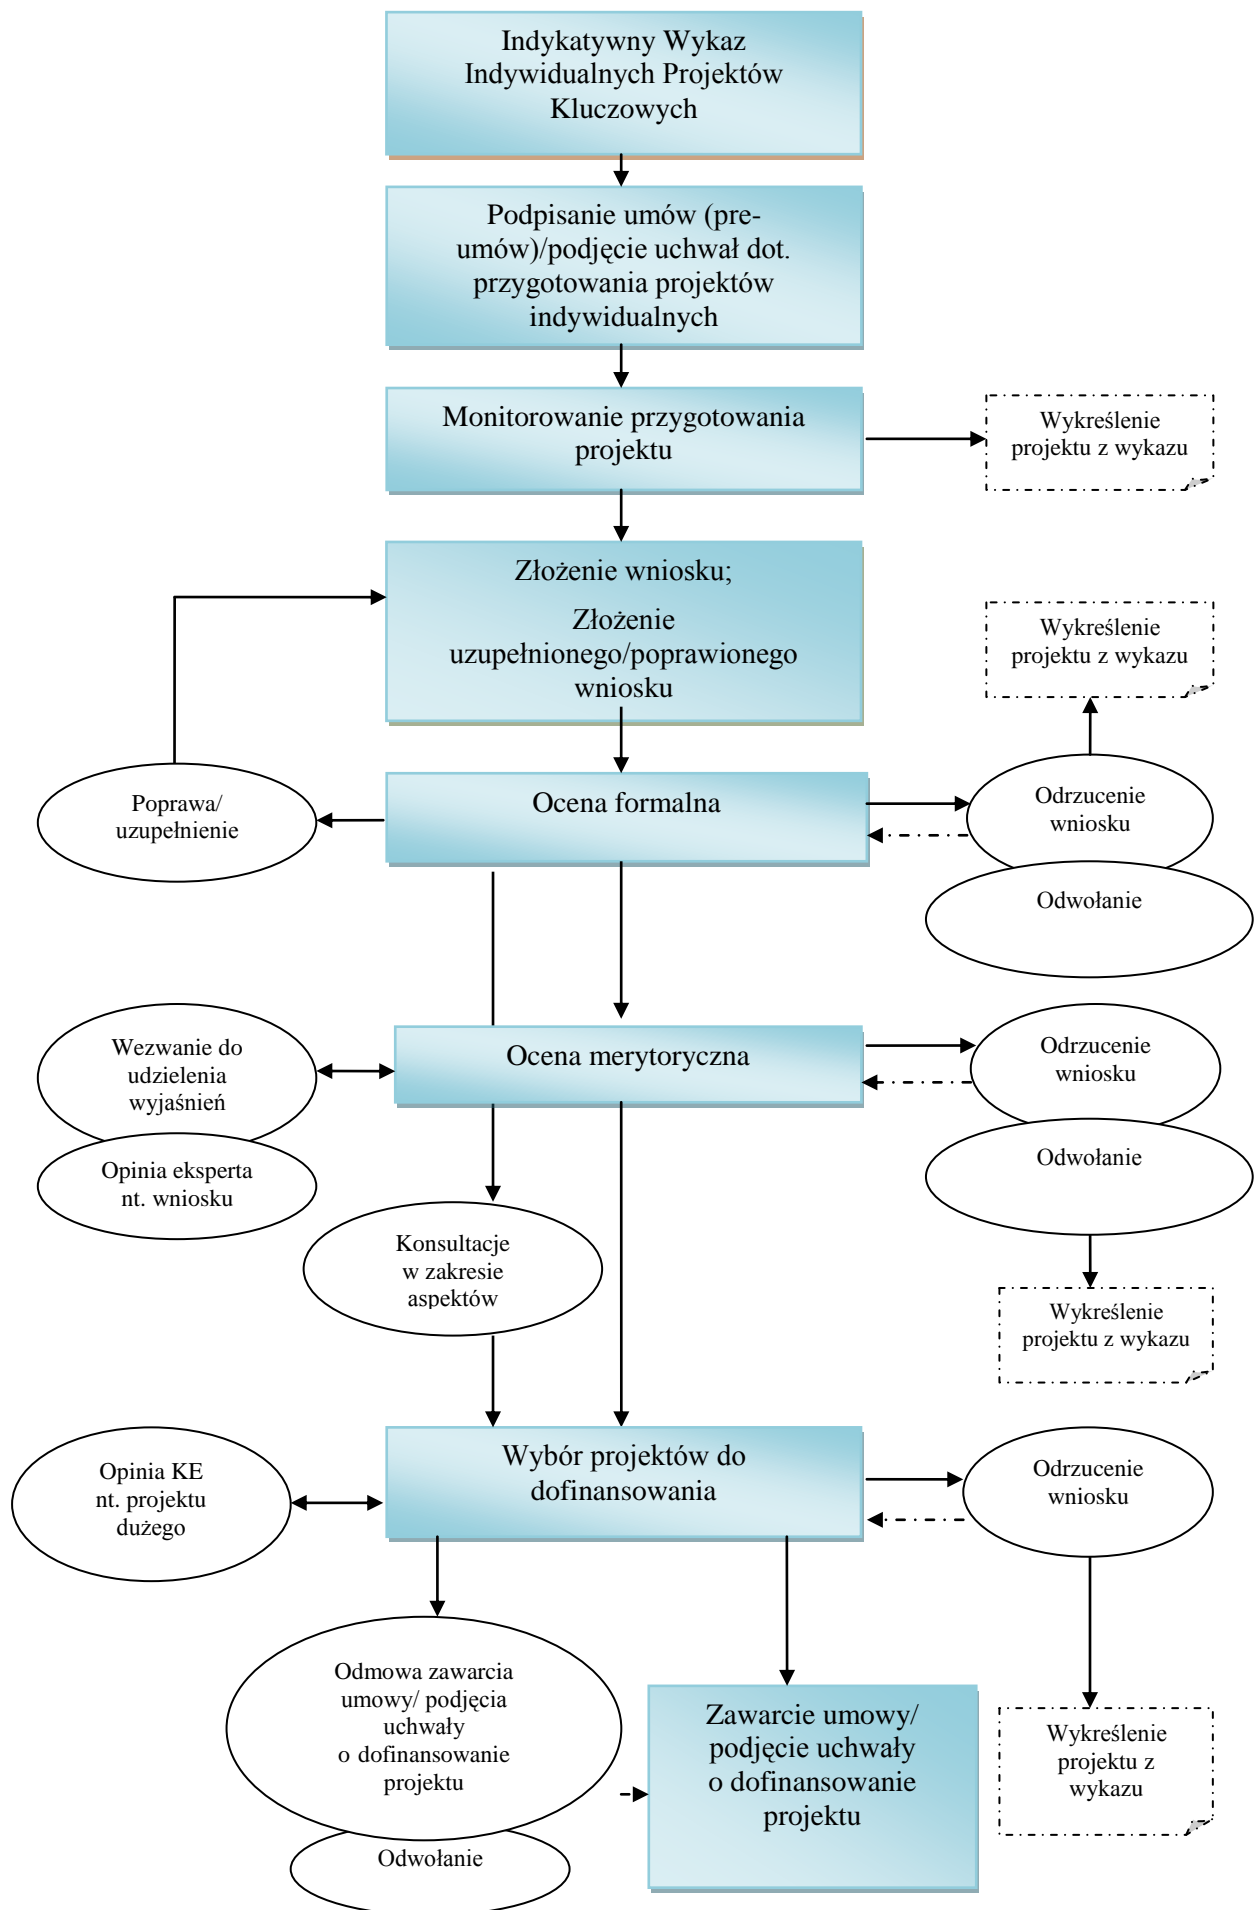 Indykatywny Wykaz
Indywidualnych Projektów
Kluczowych
Podpisanie umów (pre-
umów)/podjęcie uchwał dot.
przygotowania projektów
indywidualnych
Monitorowanie przygotowania
projektu
Wykreślenie
projektu z wykazu
Złożenie wniosku;
Złożenie
uzupełnionego/poprawionego
wniosku
Wykreślenie
projektu z wykazu
Poprawa/
uzupełnienie
Ocena formalna
Odrzucenie
wniosku
Odwołanie
Wezwanie do
udzielenia
wyjaśnień
Opinia eksperta
nt. wniosku
Ocena merytoryczna
Odrzucenie
wniosku
Odwołanie
Konsultacje
w zakresie
aspektów
Wykreślenie
projektu z wykazu
Opinia KE
nt. projektu
dużego
Wybór projektów do
dofinansowania
Odrzucenie
wniosku
Odmowa zawarcia
umowy/ podjęcia
uchwały
o dofinansowanie
projektu
Odwołanie
Zawarcie umowy/
podjęcie uchwały
o dofinansowanie
projektu
Wykreślenie
projektu z
wykazu